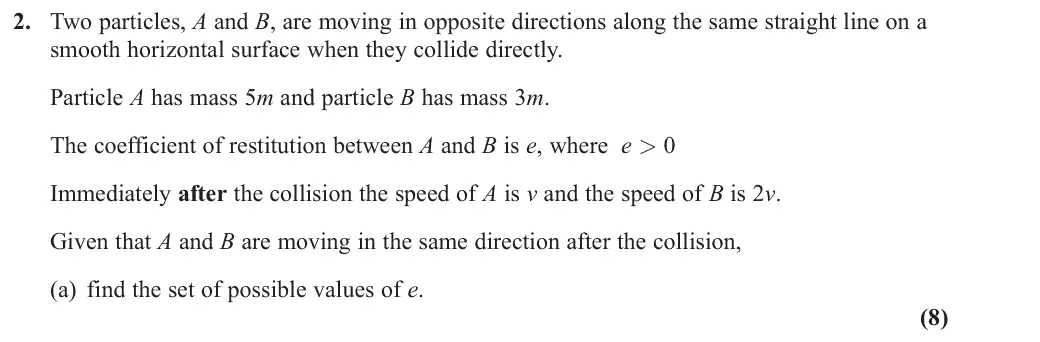 2. Two particles, A and B, are moving in opposite directions along the same straight line on a
smooth horizontal surface when they collide directly.
Particle A has mass 5m and particle B has mass 3m.
The coefficient of restitution between A and B is e, where e > 0
Immediately after the collision the speed of A is v and the speed of B is 2v.
Given that A and B are moving in the same direction after the collision,
(a) find the set of possible values of e.
(8)